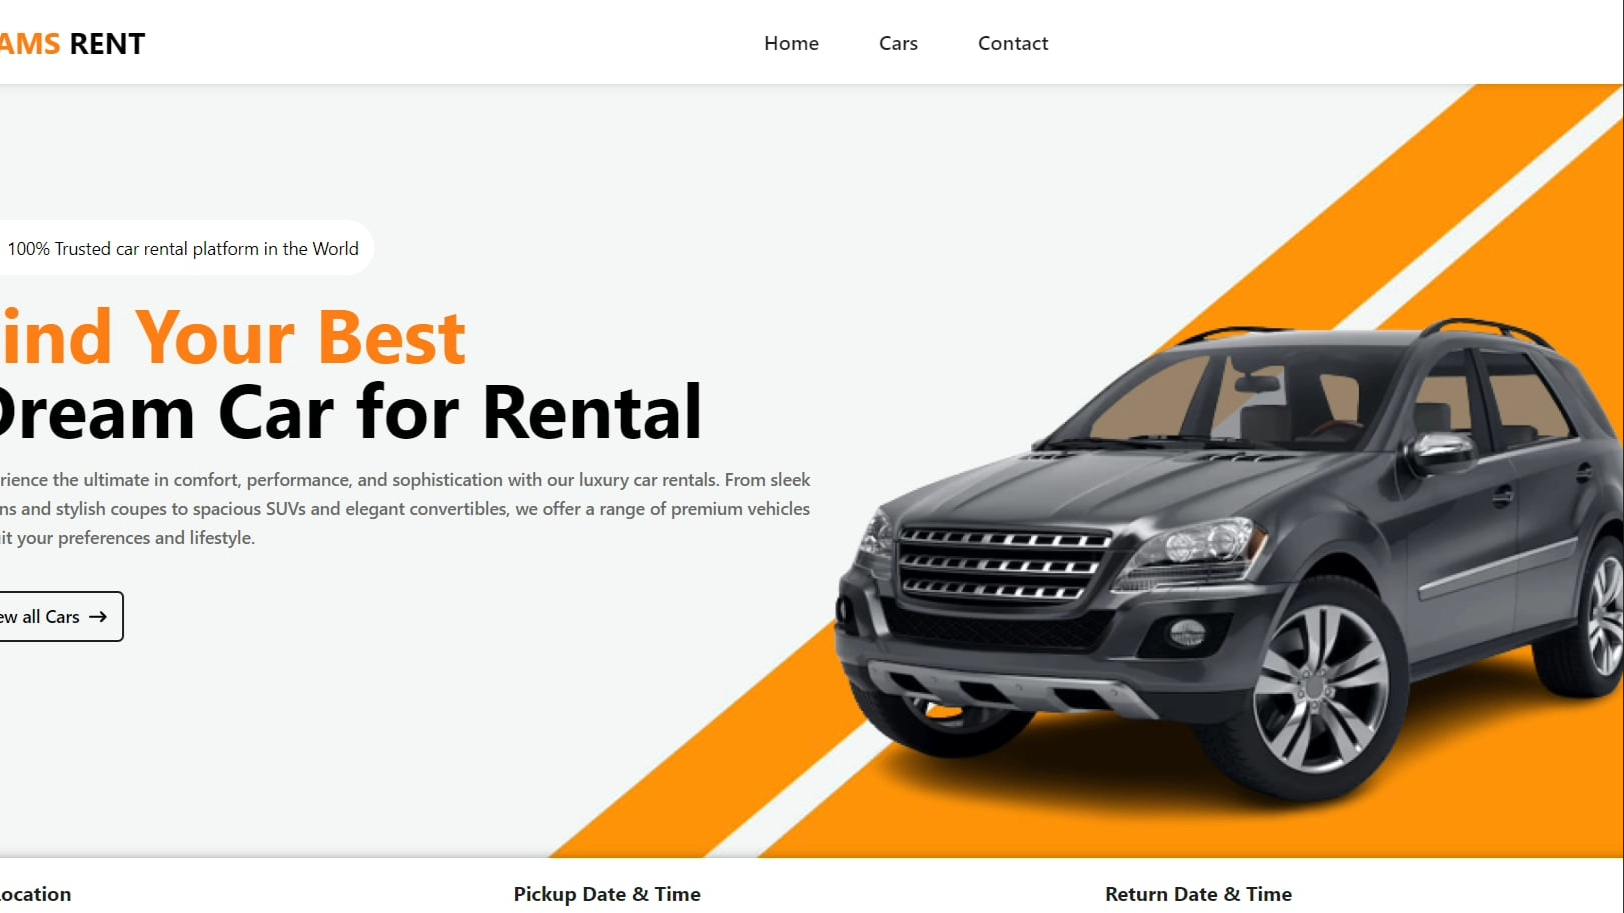 AMS RENT
Home Cars Contact
100% Trusted car rental platform in the World
ind Your Best
Dream Car for Rental
rience the ultimate in comfort, performance, and sophistication with our luxury car rentals. From sleek
ns and stylish coupes to spacious SUVs and elegant convertibles, we offer a range of premium vehicles
it your preferences and lifestyle.
ew all Cars →
ocation Pickup Date & Time Return Date & Time